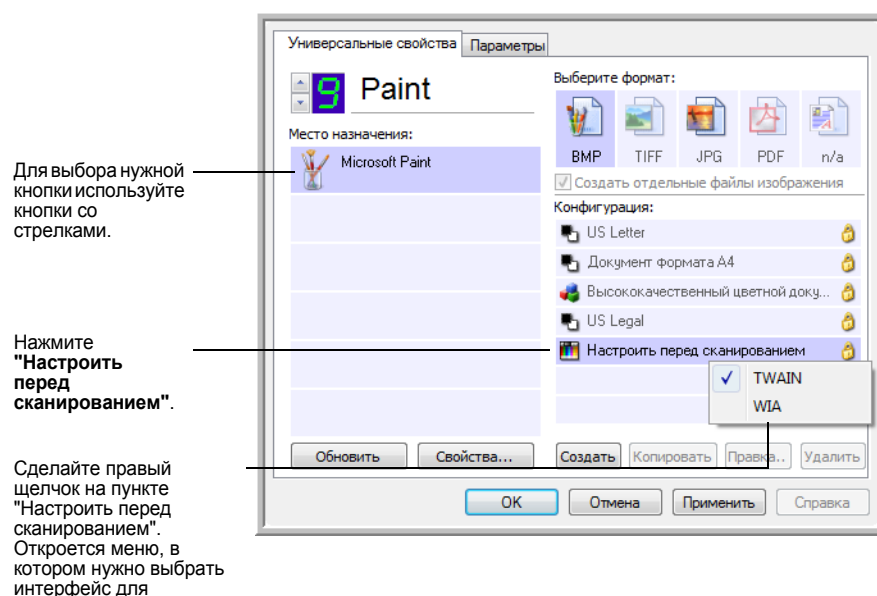 Универсальные свойства
Параметры
9
Paint
Выберите формат:
BMP
TIFF
JPG
PDF
n/a
Создать отдельные файлы изображения
Место назначения:
Microsoft Paint
Конфигурация:
US Letter
Документ формата A4
Высококачественный цветной доку...
US Legal
Настроить перед сканированием
TWAIN
WIA
Обновить
Свойства...
Создать
Копировать
Правка..
Удалить
OK
Отмена
Применить
Справка
Для выбора нужной
кнопки используйте
кнопки со
стрелками.
Нажмите
"Настроить
перед
сканированием".
Сделайте правый
щелчок на пункте
"Настроить перед
сканированием".
Откроется меню, в
котором нужно выбрать
интерфейс для